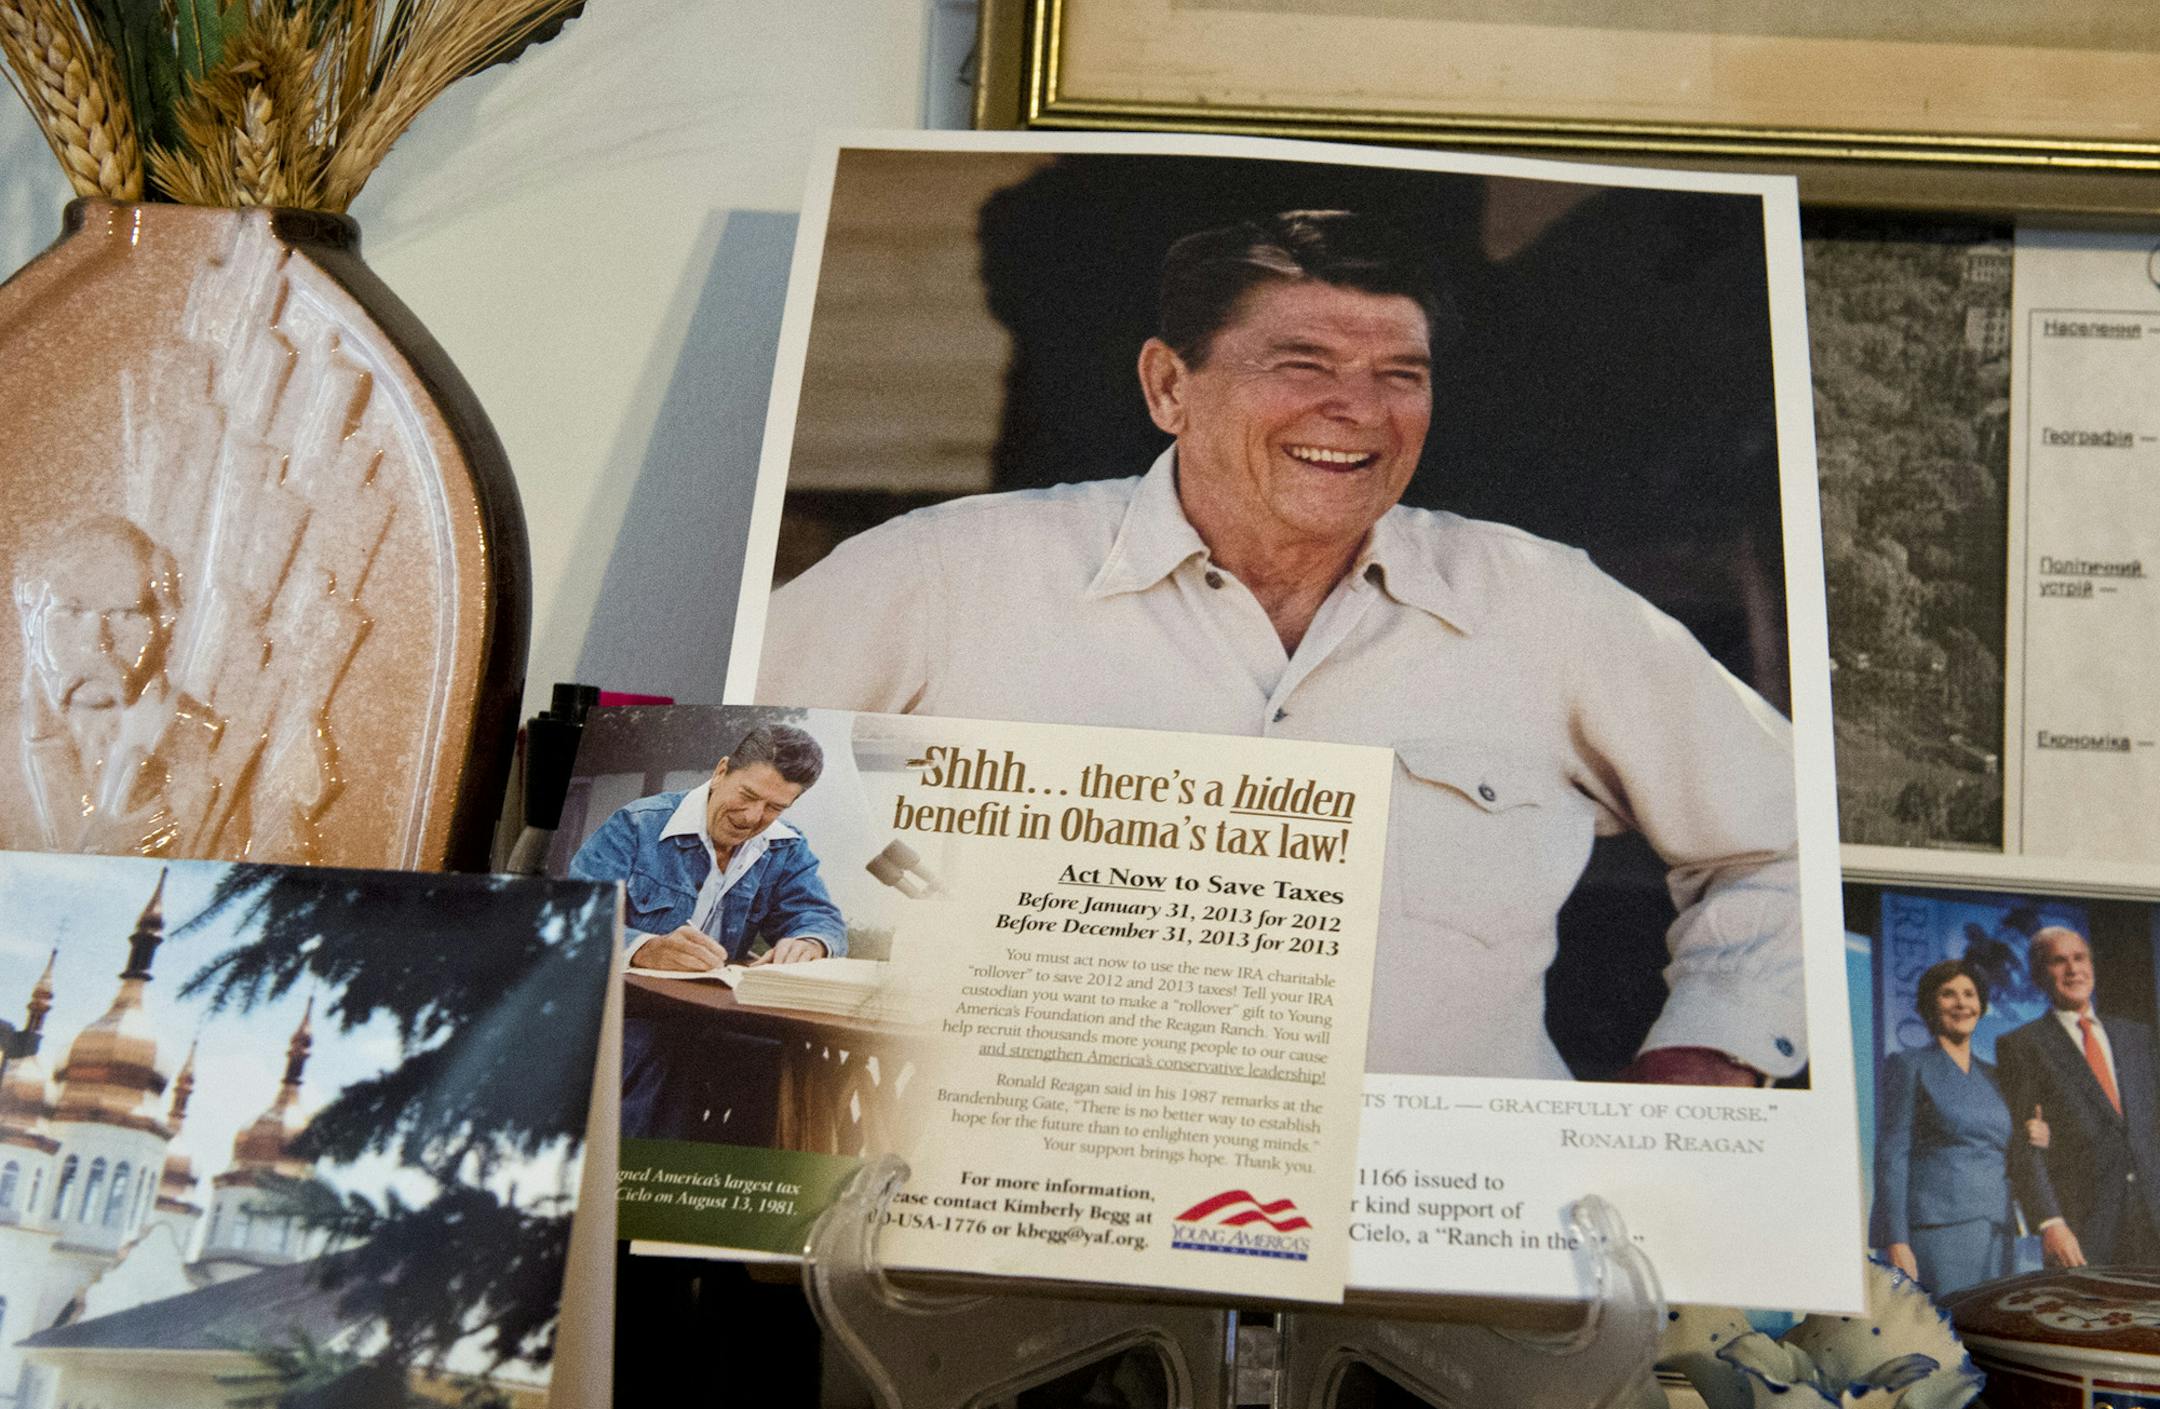 Shhh... there's a hidden
benefit in Obama's tax law!
Act Now to Save Taxes
Before January 31, 2013 for 2012
Before December 31, 2013 for 2013
You must act now to use the new IRA charitable
"rollover" to save 2012 and 2013 taxes! Tell your IRA
custodian you want to make a "rollover" gift to Young
America's Foundation and the Reagan Ranch. You will
help recruit thousands more young people to our cause
and strengthen America's conservative leadership!
Ronald Reagan said in his 1987 remarks at the
Brandenburg Gate, "There is no better way to establish
hope for the future than to enlighten young minds."
Your support brings hope. Thank you.
For more information,
contact Kimberly Begg at
-USA-1776 or kbegg@yaf.org.
YOUNG AMERICA'S
FOUNDATION
gned America's largest tax
Cielo on August 13, 1981.
TS TOLL — GRACEFULLY OF COURSE."
RONALD REAGAN
1166 issued to
r kind support of
Cielo, a "Ranch in the
Населення —
Географія —
Політичний
устрій —
Економіка —